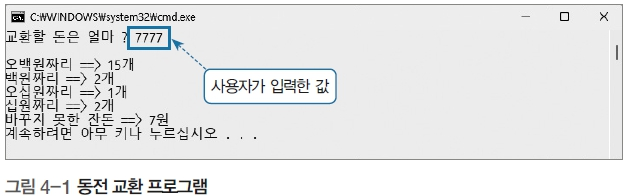 C:₩WINDOWS₩system32₩cmd.exe
교환할 돈은 얼마 ? 7777
오백원짜리 ==> 15개
백원짜리 ==> 2개
오십원짜리 ==> 1개
십원짜리 ==> 2개
바꾸지 못한 잔돈 ==> 7원
계속하려면 아무 키나 누르십시오 . . .
사용자가 입력한 값
그림 4-1 동전 교환 프로그램